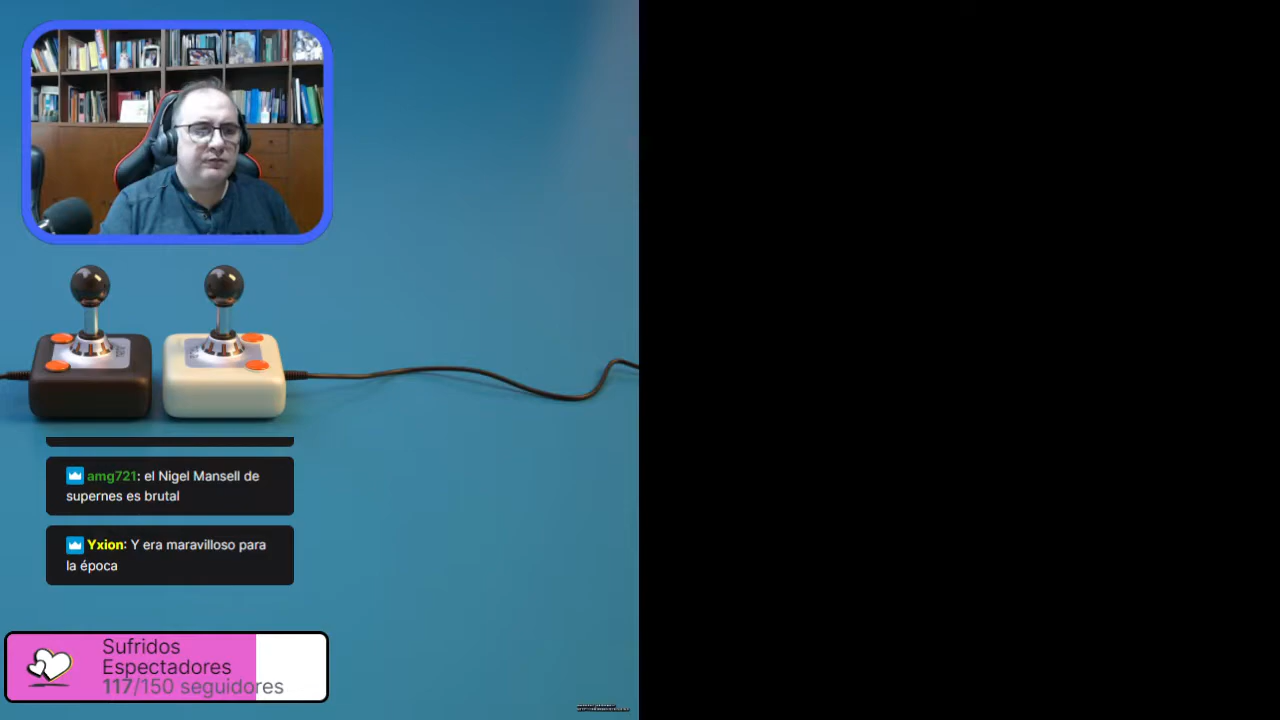 amg721: el Nigel Mansell de
supernes es brutal
Yxion: Y era maravilloso para
la época
Sufridos
Espectadores
117/150 seguidores